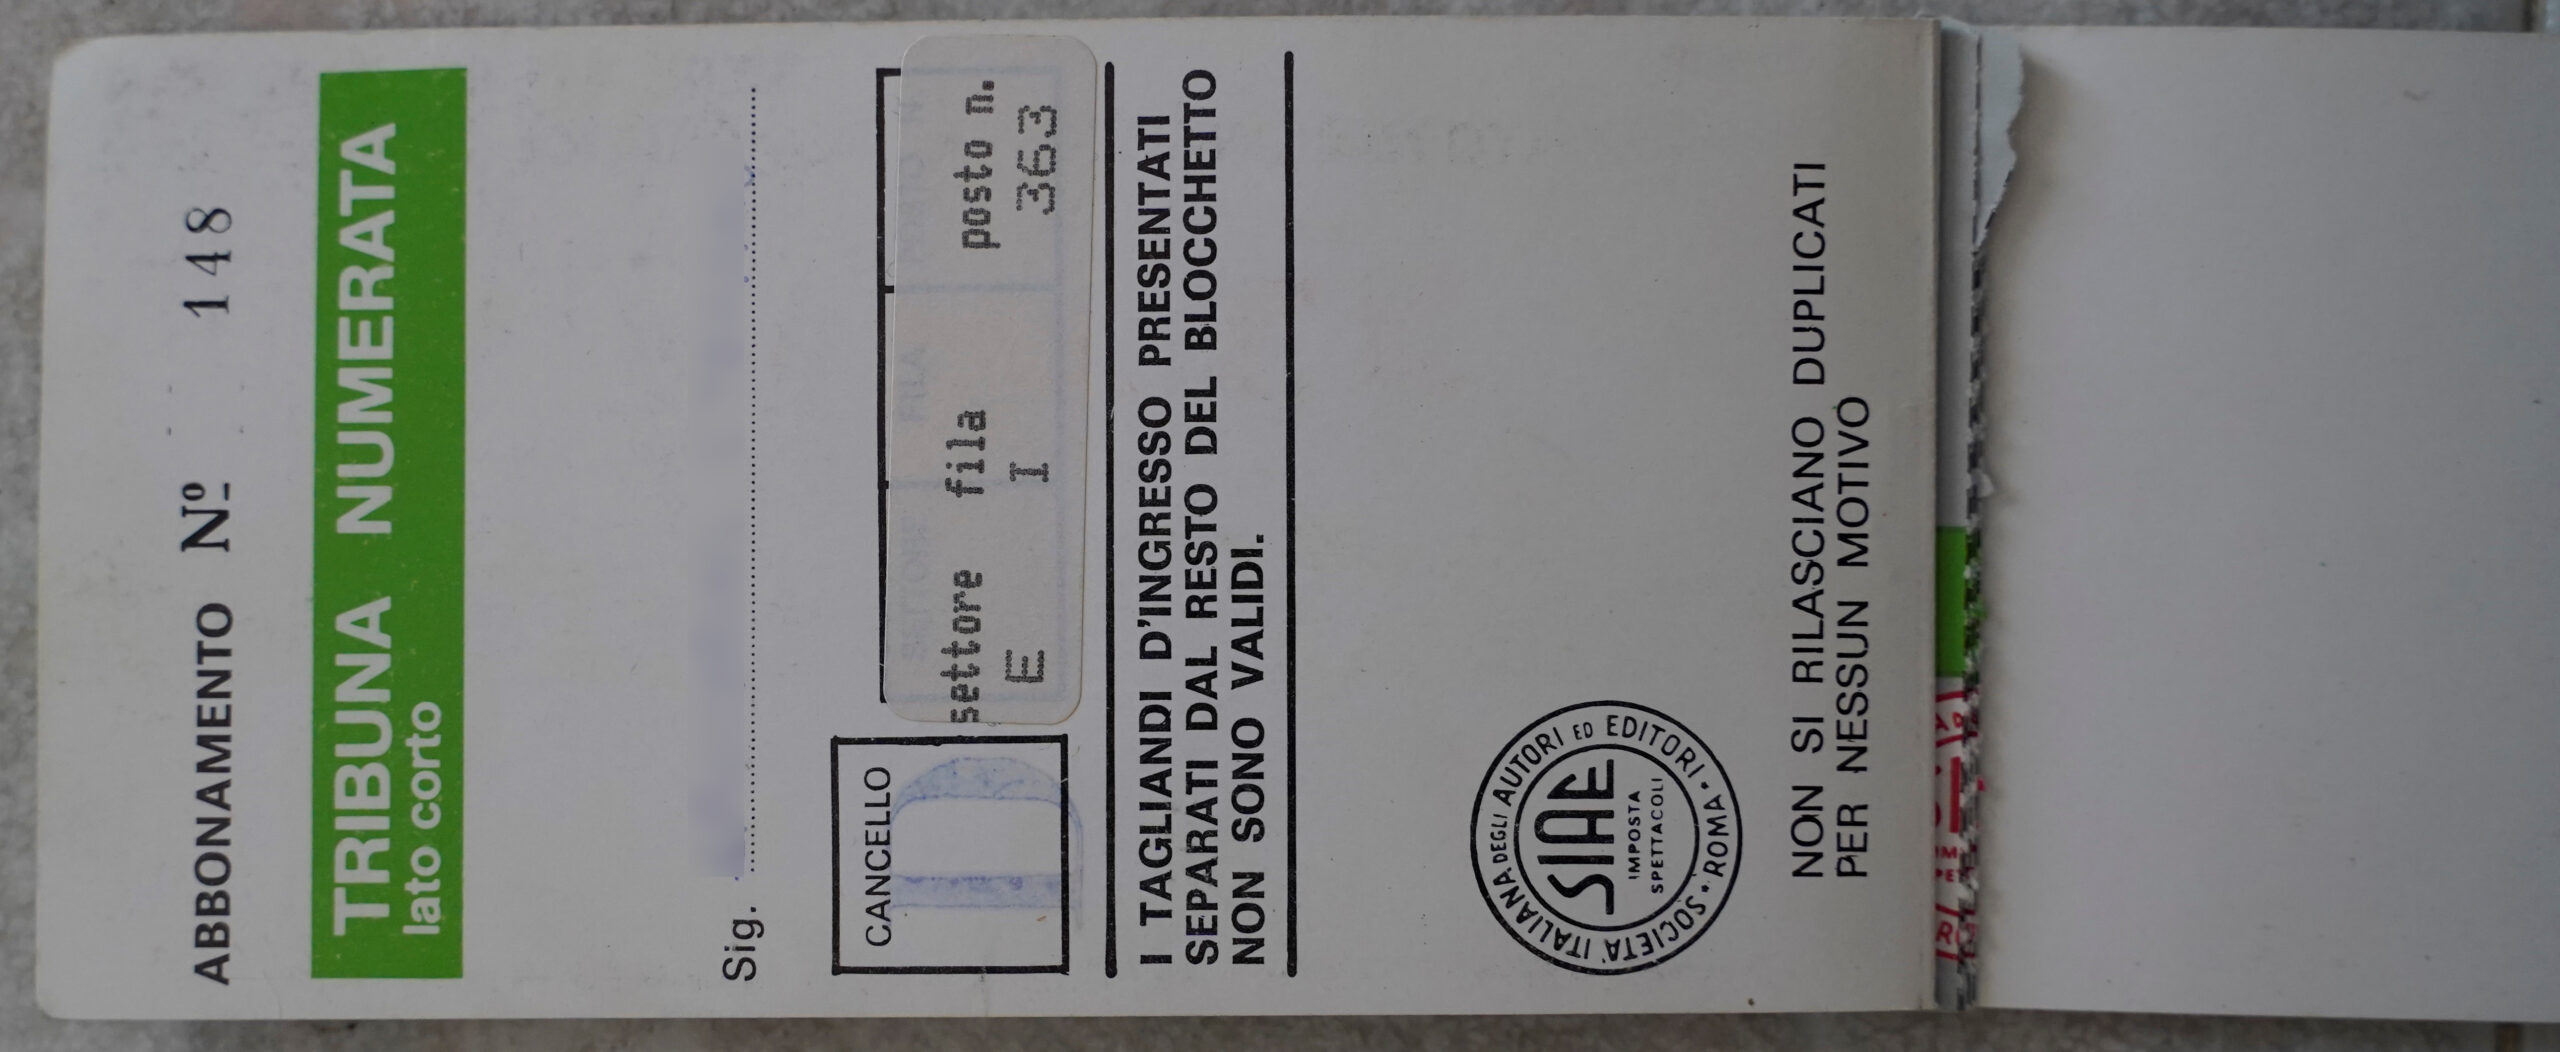 ABBONAMENTO Nº 148
TRIBUNA NUMERATA
lato corto
Sig.
CANCELLO
D
settore fila posto n.
E I 363
I TAGLIANDI D'INGRESSO PRESENTATI
SEPARATI DAL RESTO DEL BLOCCHETTO
NON SONO VALIDI.
SOCIETÀ ITALIANA DEGLI AUTORI ED EDITORI • ROMA •
SIAE
IMPOSTA
SPETTACOLI
NON SI RILASCIANO DUPLICATI
PER NESSUN MOTIVO